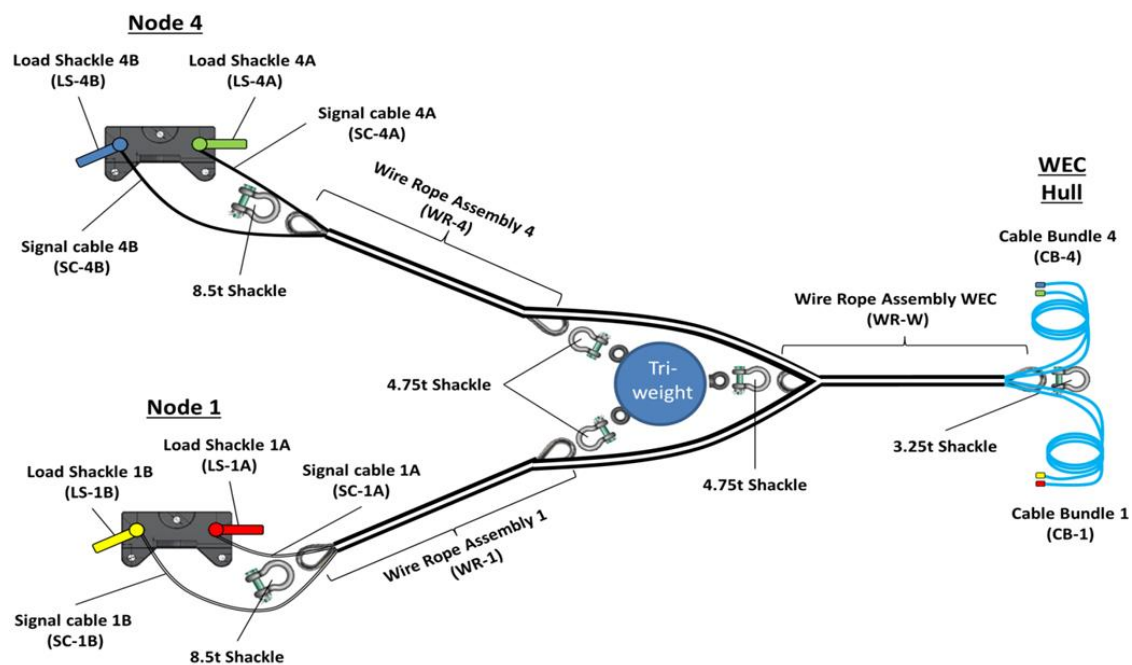 Node 4
Load Shackle 4B
(LS-4B)
Load Shackle 4A
(LS-4A)
Signal cable 4A
(SC-4A)
Wire Rope Assembly 4
(WR-4)
Signal cable 4B
(SC-4B)
8.5t Shackle
WEC
Hull
Cable Bundle 4
(CB-4)
Wire Rope Assembly WEC
(WR-W)
4.75t Shackle
Tri-
weight
Node 1
Load Shackle 1B
(LS-1B)
Load Shackle 1A
(LS-1A)
Signal cable 1A
(SC-1A)
4.75t Shackle
3.25t Shackle
Cable Bundle 1
(CB-1)
Wire Rope Assembly 1
(WR-1)
Signal cable 1B
(SC-1B)
8.5t Shackle